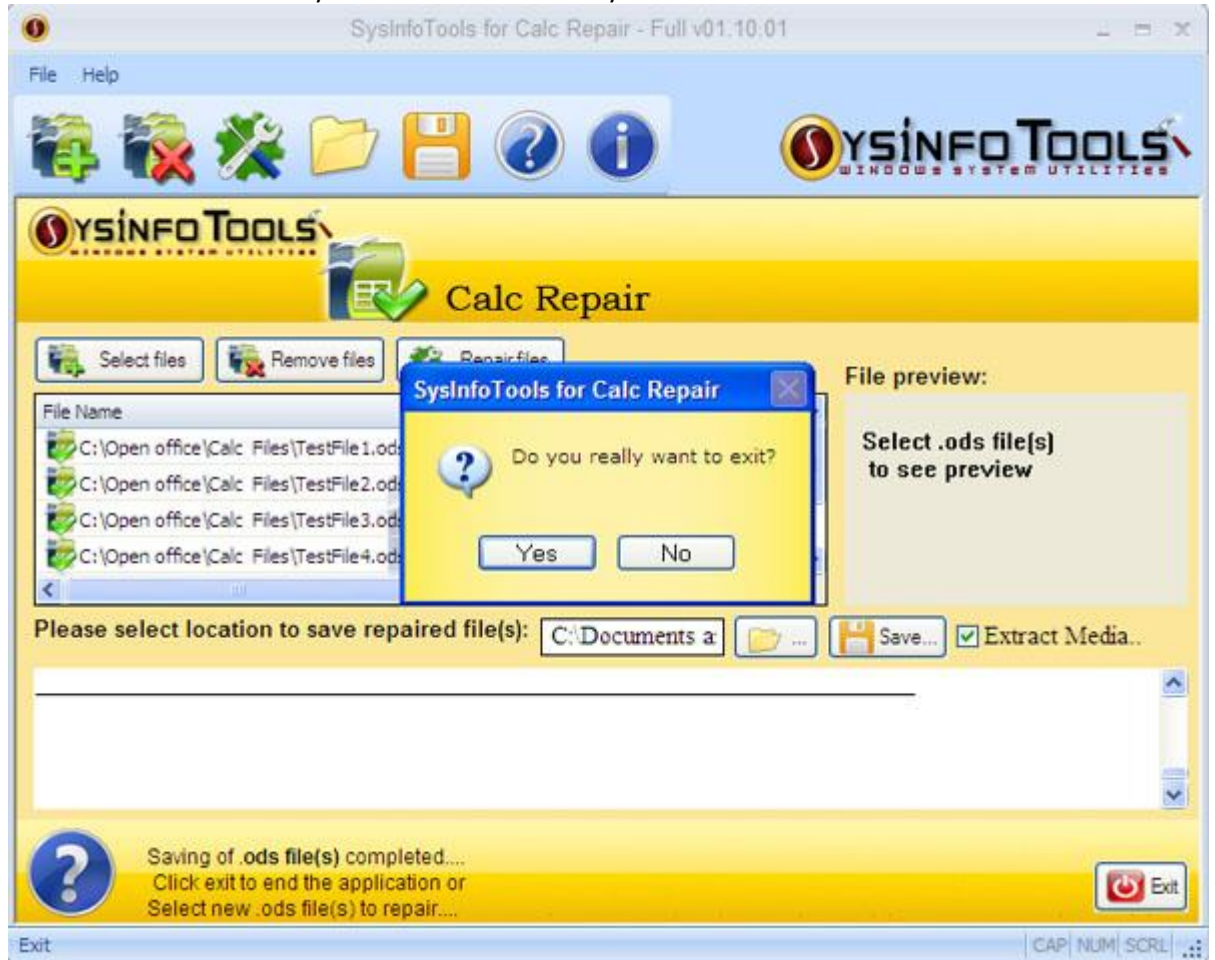 SysInfoTools for Calc Repair - Full v01.10.01
File Help
SYSINFO TOOLS
WINDOWS SYSTEM UTILITIES
SYSINFO TOOLS
WINDOWS SYSTEM UTILITIES
Calc Repair
Select files Remove files Repair files
File preview:
SysInfoTools for Calc Repair
File Name
Select .ods file(s)
to see preview
C:\Open office\Calc Files\TestFile1.ods
C:\Open office\Calc Files\TestFile2.ods
C:\Open office\Calc Files\TestFile3.ods
C:\Open office\Calc Files\TestFile4.ods
Do you really want to exit?
Yes No
Please select location to save repaired file(s): C:\Documents a ... Save... Extract Media..
Saving of .ods file(s) completed....
Click exit to end the application or
Select new .ods file(s) to repair....
Exit
Exit CAP NUM SCRL